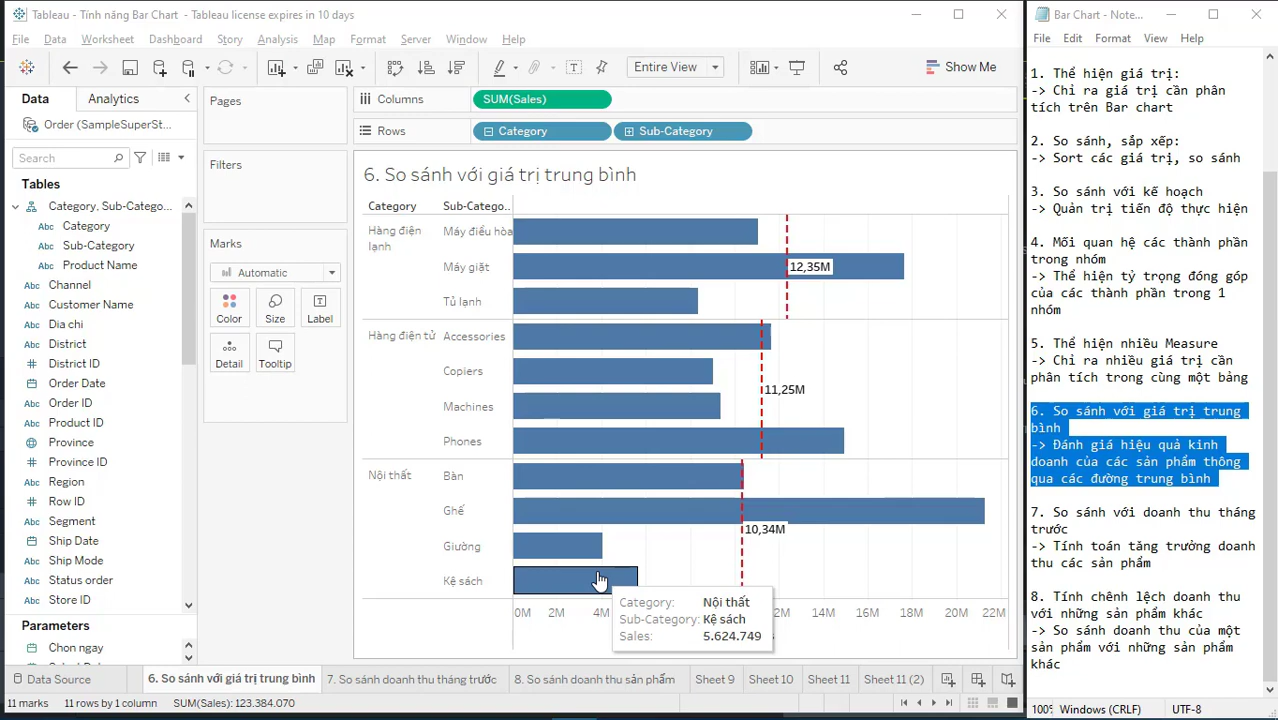 Tableau - Tính năng Bar Chart - Tableau license expires in 10 days
File Data Worksheet Dashboard Story Analysis Map Format Server Window Help
Entire View
Show Me
Data
Analytics
Order (SampleSuperSt...
Search
Tables
Category, Sub-Catego...
Abc Category
Abc Sub-Category
Abc Product Name
Abc Channel
Abc Customer Name
Abc Dia chi
Abc District
# District ID
Order Date
Abc Order ID
Abc Product ID
Province
# Province ID
Abc Region
# Row ID
Abc Segment
Ship Date
Abc Ship Mode
Abc Status order
Abc Store ID
Parameters
Abc Chon ngay
Pages
Filters
Marks
Automatic
Color
Size
Label
Detail
Tooltip
Columns
SUM(Sales)
Rows
Category
Sub-Category
6. So sánh với giá trị trung bình
Category Sub-Catego..
Hàng điện
lạnh
Máy điều hòa
Máy giặt
Tủ lạnh
12,35M
Hàng điện tử
Accessories
Copiers
Machines
Phones
11,25M
Nội thất
Bàn
Ghế
Giường
Kệ sách
10,34M
0M 2M 4M 12M 14M 16M 18M 20M 22M
Category: Nội thất
Sub-Category: Kệ sách
Sales: 5.624.749
Data Source
6. So sánh với giá trị trung bình
7. So sánh doanh thu tháng trước
8. So sánh doanh thu sản phẩm
Sheet 9
Sheet 10
Sheet 11
Sheet 11 (2)
11 marks 11 rows by 1 column SUM(Sales): 123.384.070
Bar Chart - Note...
File Edit Format View Help
1. Thể hiện giá trị:
-> Chỉ ra giá trị cần phân
tích trên Bar chart
2. So sánh, sắp xếp:
-> Sort các giá trị, so sánh
3. So sánh với kế hoạch
-> Quản trị tiến độ thực hiện
4. Mối quan hệ các thành phần
trong nhóm
-> Thể hiện tỷ trọng đóng góp
của các thành phần trong 1
nhóm
5. Thể hiện nhiều Measure
-> Chỉ ra nhiều giá trị cần
phân tích trong cùng một bảng
6. So sánh với giá trị trung
bình
-> Đánh giá hiệu quả kinh
doanh của các sản phẩm thông
qua các đường trung bình
7. So sánh với doanh thu tháng
trước
-> Tính toán tăng trưởng doanh
thu các sản phẩm
8. Tính chênh lệch doanh thu
với những sản phẩm khác
-> So sánh doanh thu của một
sản phẩm với những sản phẩm
khác
100% Windows (CRLF) UTF-8